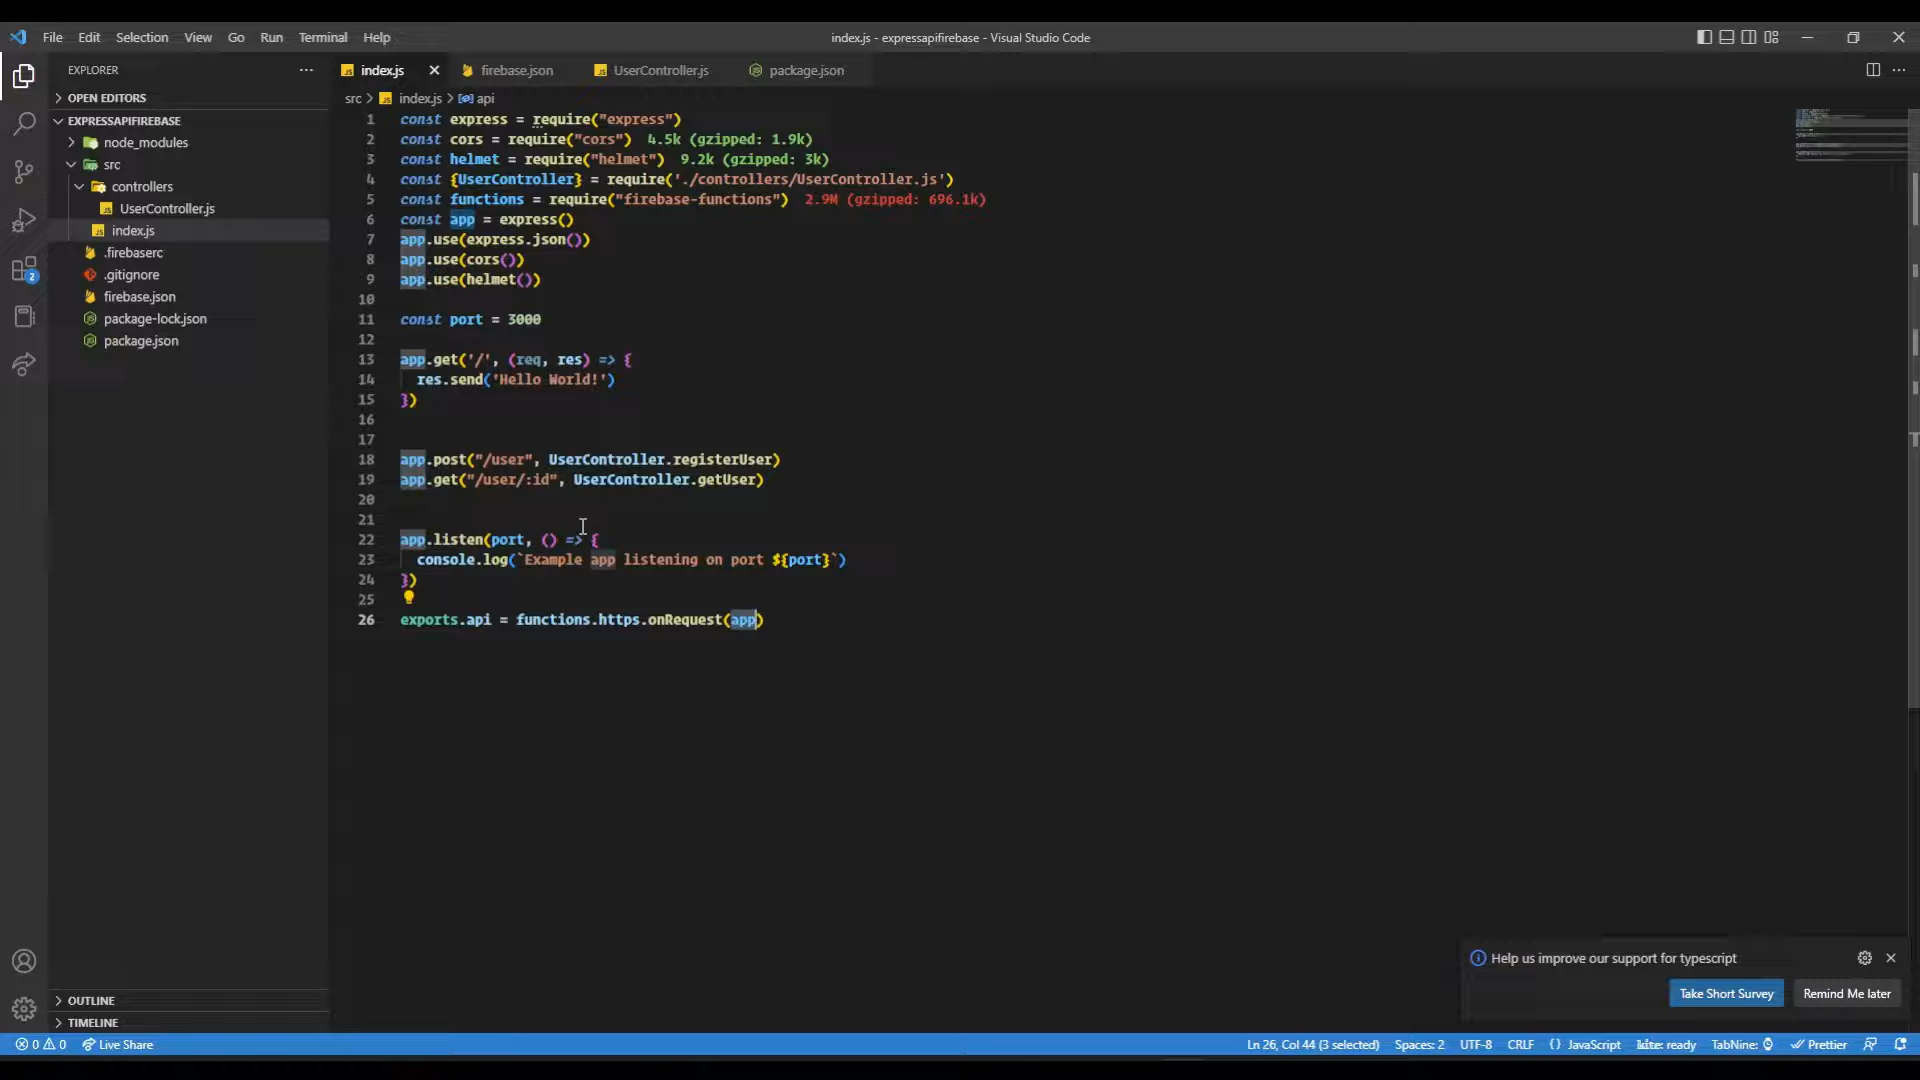 File Edit Selection View Go Run Terminal Help
index.js - expressapifirebase - Visual Studio Code
EXPLORER
index.js
firebase.json
UserController.js
package.json
OPEN EDITORS
EXPRESSAPIFIREBASE
node_modules
src
controllers
UserController.js
index.js
.firebaserc
.gitignore
firebase.json
package-lock.json
package.json
OUTLINE
TIMELINE
2
src > index.js > api
1 const express = require("express")
2 const cors = require("cors") 4.5k (gzipped: 1.9k)
3 const helmet = require("helmet") 9.2k (gzipped: 3k)
4 const {UserController} = require('./controllers/UserController.js')
5 const functions = require("firebase-functions") 2.9M (gzipped: 696.1k)
6 const app = express()
7 app.use(express.json())
8 app.use(cors())
9 app.use(helmet())
10
11 const port = 3000
12
13 app.get('/', (req, res) => {
14 res.send('Hello World!')
15 })
16
17
18 app.post("/user", UserController.registerUser)
19 app.get("/user/:id", UserController.getUser)
20
21
22 app.listen(port, () => {
23 console.log(`Example app listening on port ${port}`)
24 })
25
26 exports.api = functions.https.onRequest(app)
Help us improve our support for typescript
Take Short Survey
Remind Me later
0 0 Live Share
Ln 26, Col 44 (3 selected) Spaces: 2 UTF-8 CRLF {} JavaScript kite: ready TabNine: Prettier